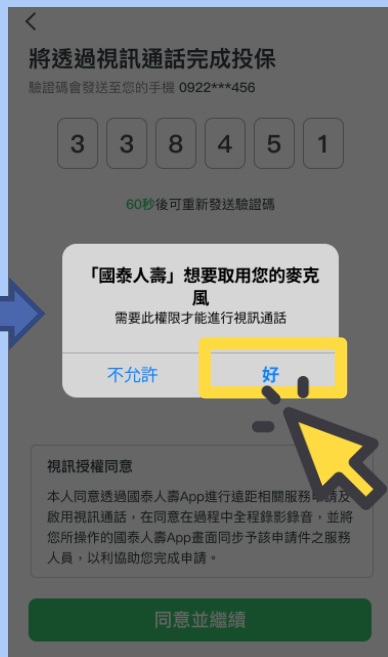 將透過視訊通話完成投保
驗證碼會發送至您的手機 0922***456
3 3 8 4 5 1
60秒後可重新發送驗證碼
「國泰人壽」想要取用您的麥克
風
需要此權限才能進行視訊通話
不允許 好
視訊授權同意
本人同意透過國泰人壽App進行遠距相關服務 及
啟用視訊通話，在同意在過程中全程錄影錄音，並將
您所操作的國泰人壽App畫面同步予該申請件之服務
人員，以利協助您完成申請。
同意並繼續